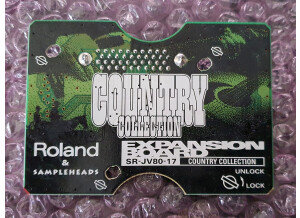 COUNTRY
COLLECTION
Roland
&
SAMPLEHEADS
EXPANSION
BOARD
SR-JV80-17
COUNTRY COLLECTION
UNLOCK
LOCK